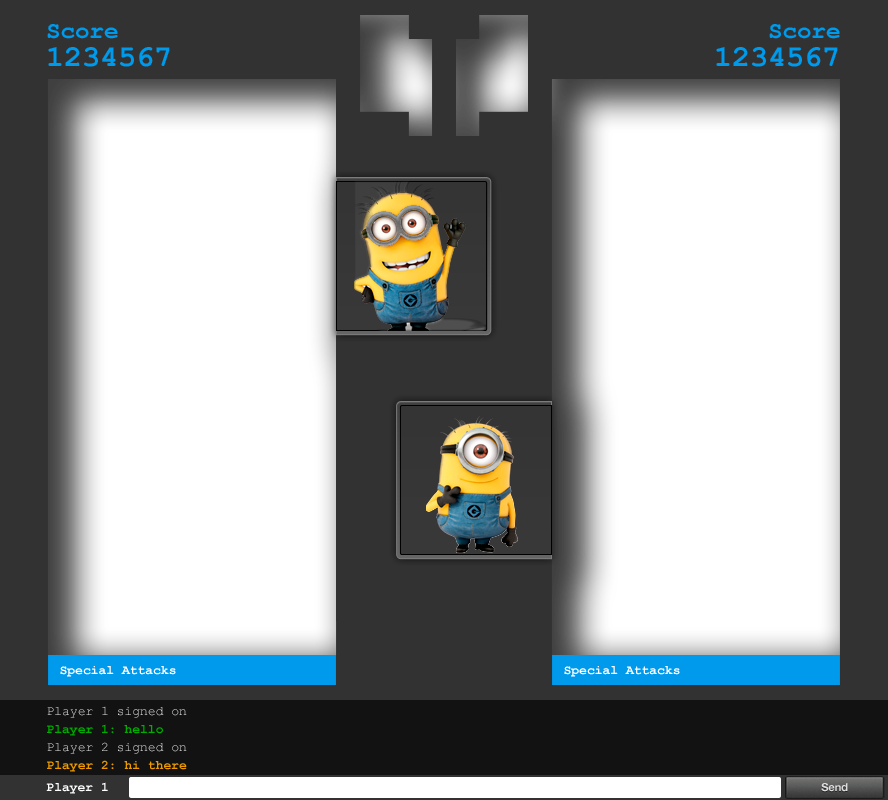 Score
1234567
Score
1234567
Special Attacks
Special Attacks
Player 1 signed on
Player 1: hello
Player 2 signed on
Player 2: hi there
Player 1
Send